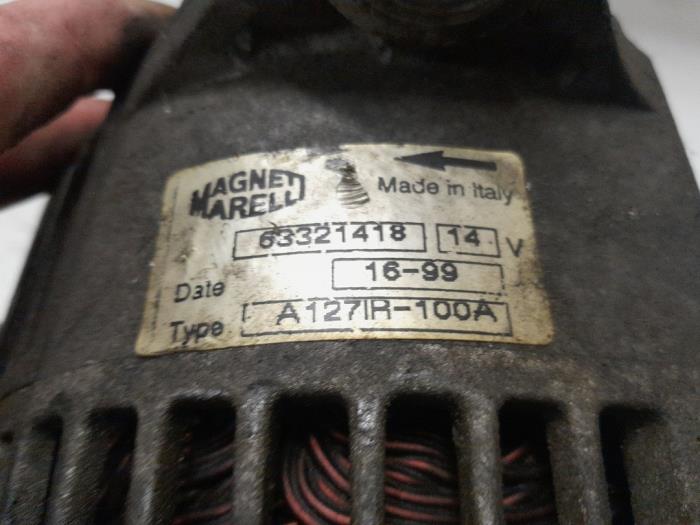 MAGNETI
MARELLI
Made in Italy
63321418 14 V
Date 16-99
Type A127IR-100A